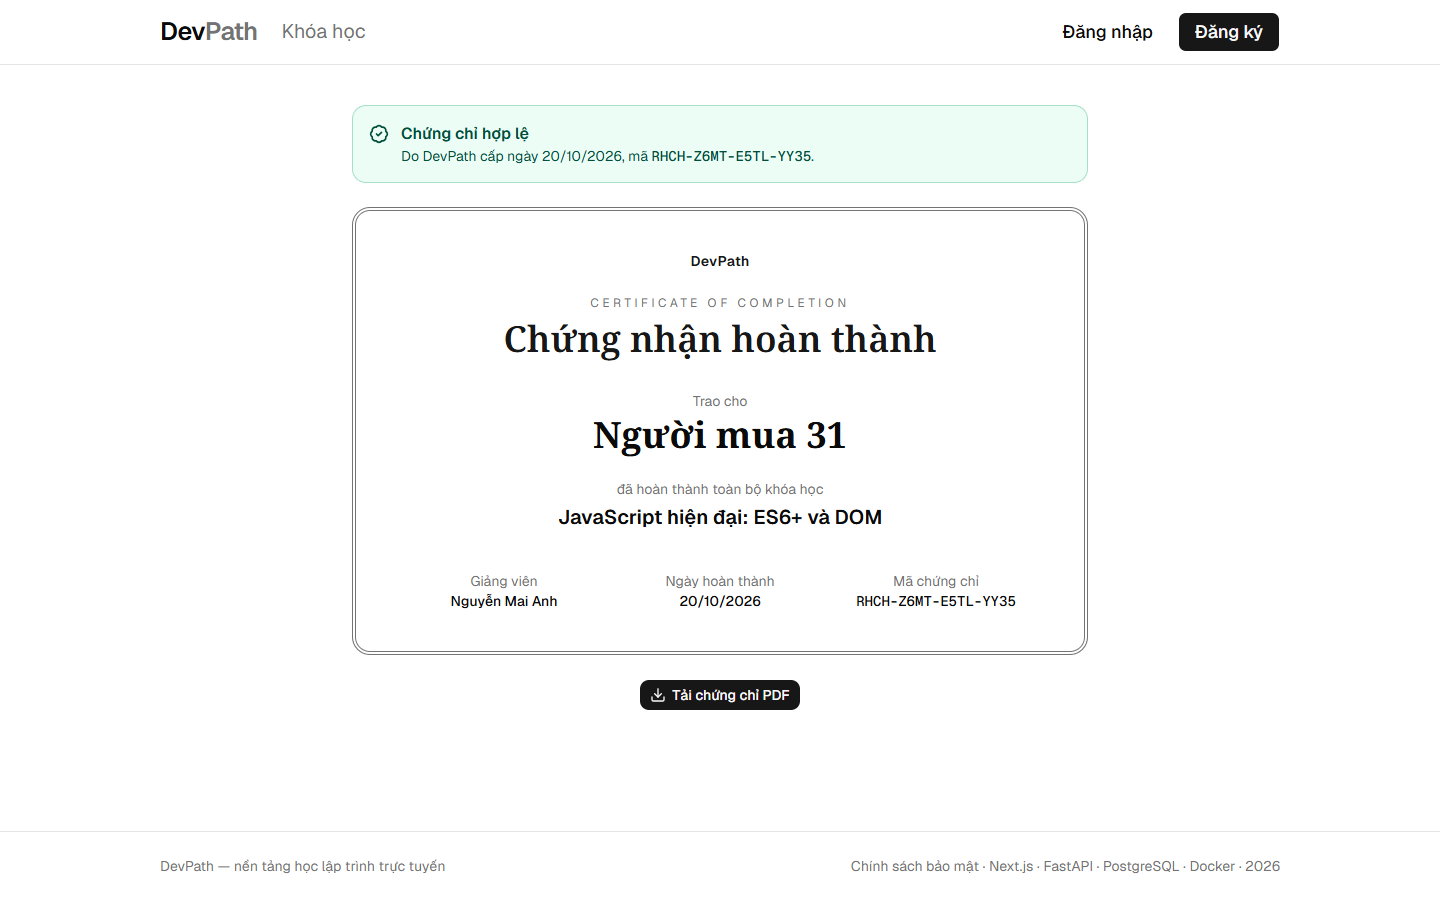 DevPath Khóa học Đăng nhập Đăng ký
Chứng chỉ hợp lệ
Do DevPath cấp ngày 20/10/2026, mã RHCH-Z6MT-E5TL-YY35.
DevPath
CERTIFICATE OF COMPLETION
Chứng nhận hoàn thành
Trao cho
Người mua 31
đã hoàn thành toàn bộ khóa học
JavaScript hiện đại: ES6+ và DOM
Giảng viên Ngày hoàn thành Mã chứng chỉ
Nguyễn Mai Anh 20/10/2026 RHCH-Z6MT-E5TL-YY35
Tải chứng chỉ PDF
DevPath — nền tảng học lập trình trực tuyến Chính sách bảo mật · Next.js · FastAPI · PostgreSQL · Docker · 2026